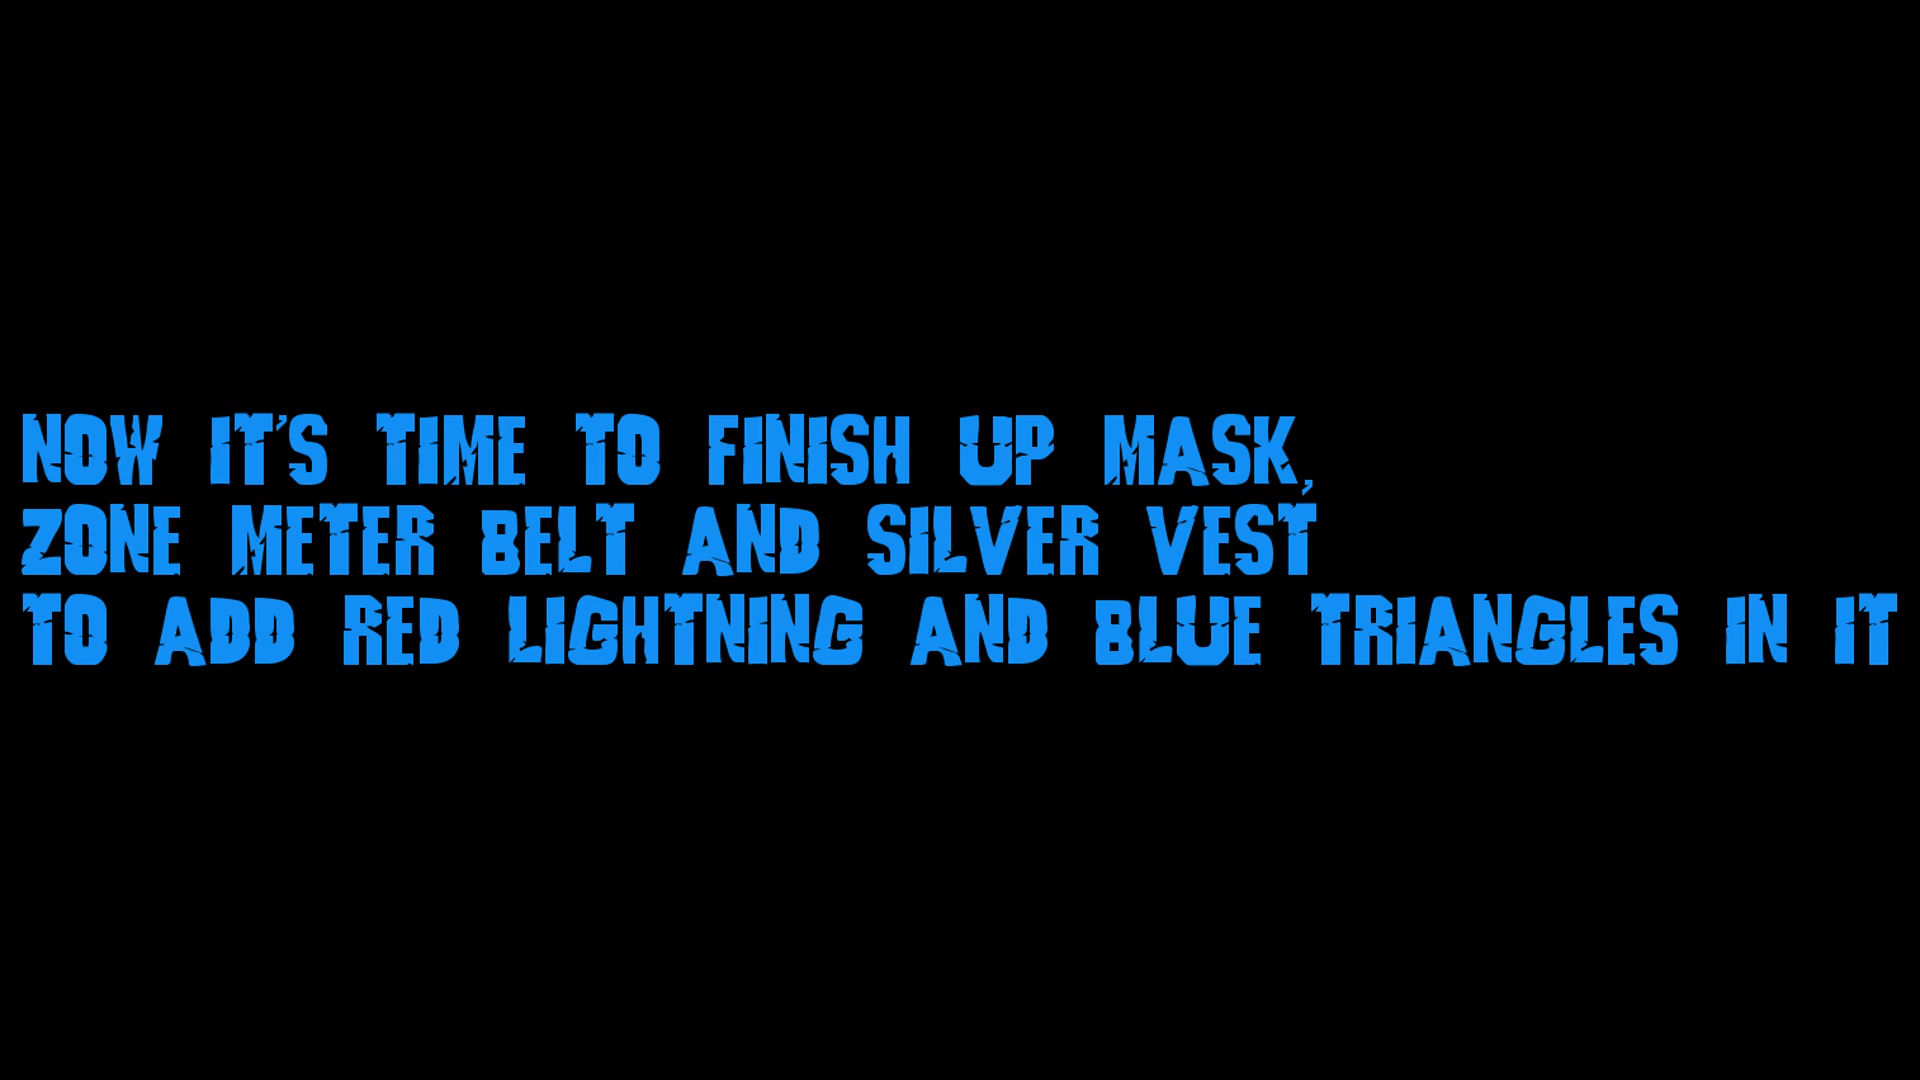 NOW IT'S TIME TO FINISH UP MASK,
ZONE METER BELT AND SILVER VEST
TO ADD RED LIGHTNING AND BLUE TRIANGLES IN IT